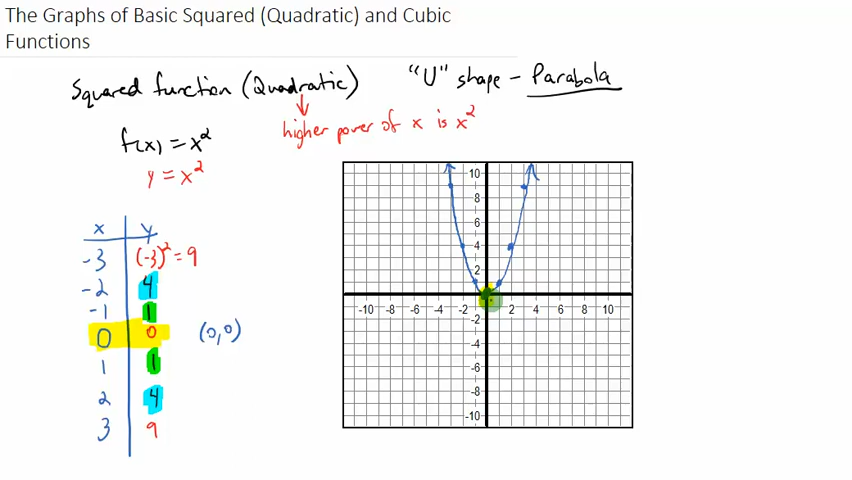 The Graphs of Basic Squared (Quadratic) and Cubic
Functions
Squared function (Quadratic)
"U" shape - Parabola
higher power of x is x²
f(x) = x²
y = x²
x y
-3 (-3)² = 9
-2 4
-1 1
0 0 (0,0)
1 1
2 4
3 9
10
8
6
4
2
-10 -8 -6 -4 -2 2 4 6 8 10
-2
-4
-6
-8
-10